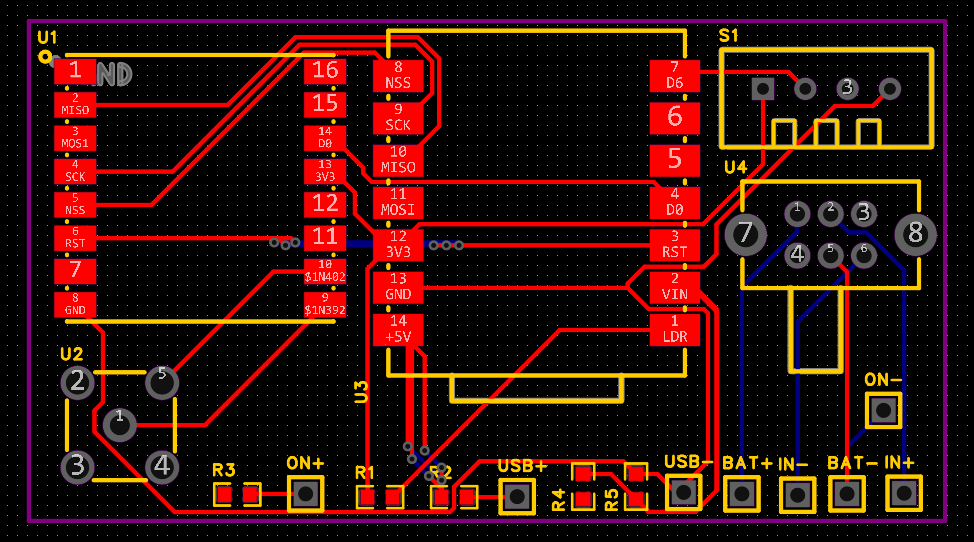 U1
1
ND
2
MISO
3
MOSI
4
SCK
5
NSS
6
RST
7
8
GND
16
15
14
D0
13
3V3
12
11
10
$1N402
9
$1N392
8
NSS
9
SCK
10
MISO
11
MOSI
12
3V3
13
GND
14
+5V
7
D6
6
5
4
D0
3
RST
2
VIN
1
LDR
U3
S1
3
U4
1
2
3
7
8
4
5
6
U2
2
5
1
3
4
R3
ON+
R1
R2
USB+
R4
R5
USB-
BAT+
IN-
BAT-
IN+
ON-